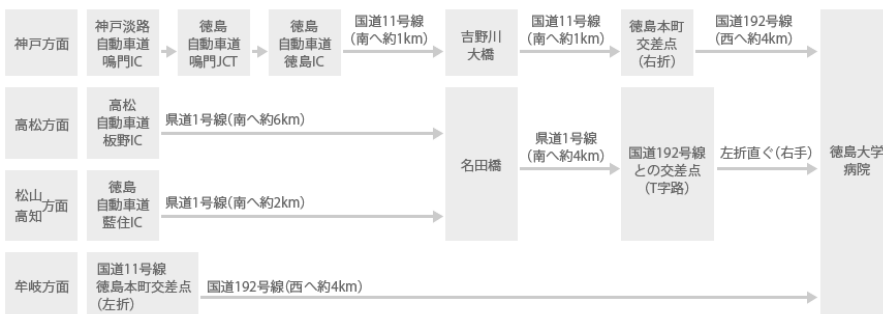 神戸方面
神戸淡路
自動車道
鳴門IC
徳島
自動車道
鳴門JCT
徳島
自動車道
徳島IC
国道11号線
(南へ約1km)
吉野川
大橋
国道11号線
(南へ約1km)
徳島本町
交差点
(右折)
国道192号線
(西へ約4km)
高松方面
高松
自動車道
板野IC
県道1号線(南へ約6km)
名田橋
県道1号線
(南へ約4km)
国道192号線
との交差点
(T字路)
左折直ぐ(右手)
徳島大学
病院
松山
高知
方面
徳島
自動車道
藍住IC
県道1号線(南へ約2km)
牟岐方面
国道11号線
徳島本町交差点
(左折)
国道192号線(西へ約4km)